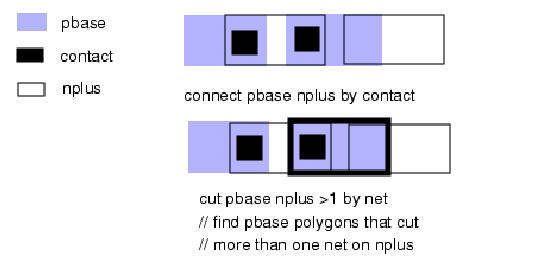 pbase
contact
nplus
connect pbase nplus by contact
cut pbase nplus >1 by net
// find pbase polygons that cut
// more than one net on nplus